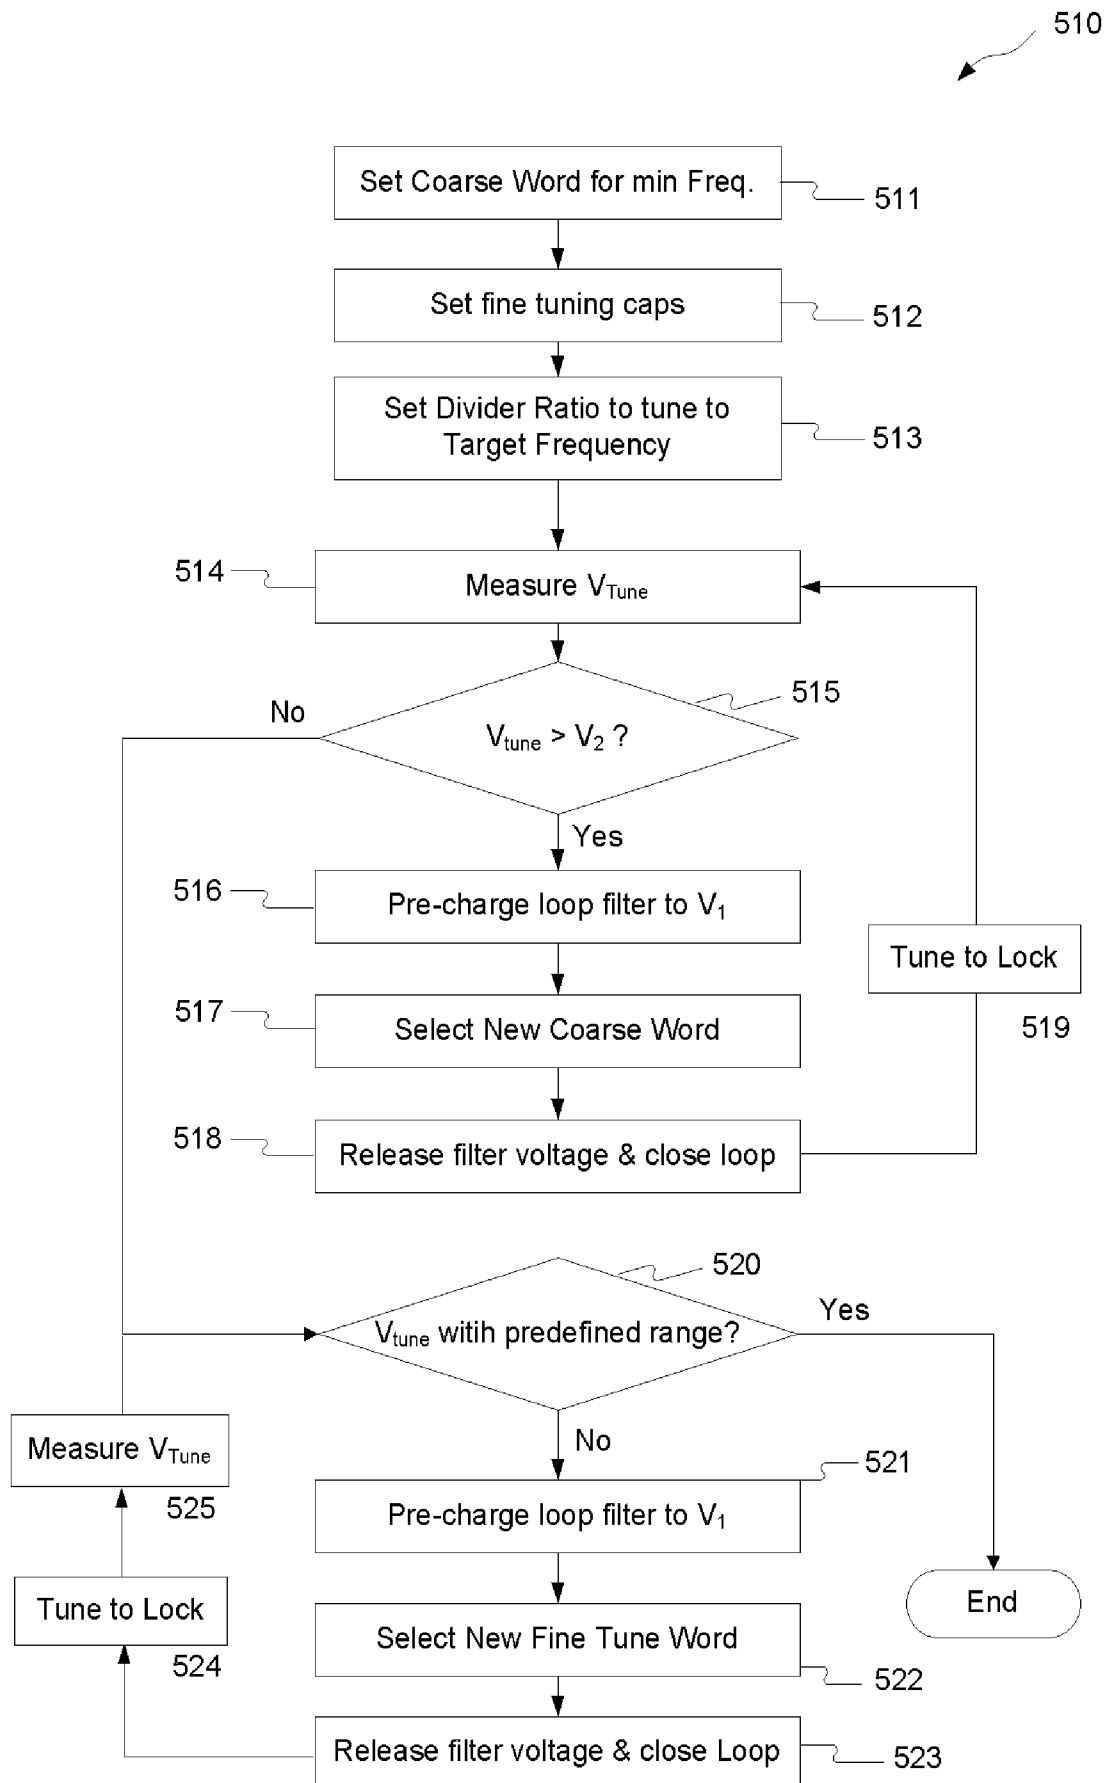 510
Set Coarse Word for min Freq.
511
Set fine tuning caps
512
Set Divider Ratio to tune to
Target Frequency
513
514
Measure VTune
515
No
Vtune > V2 ?
Yes
516
Pre-charge loop filter to V1
Tune to Lock
519
517
Select New Coarse Word
518
Release filter voltage & close loop
520
Vtune witih predefined range?
Yes
No
Measure VTune
525
521
Pre-charge loop filter to V1
Tune to Lock
524
End
Select New Fine Tune Word
522
Release filter voltage & close Loop
523